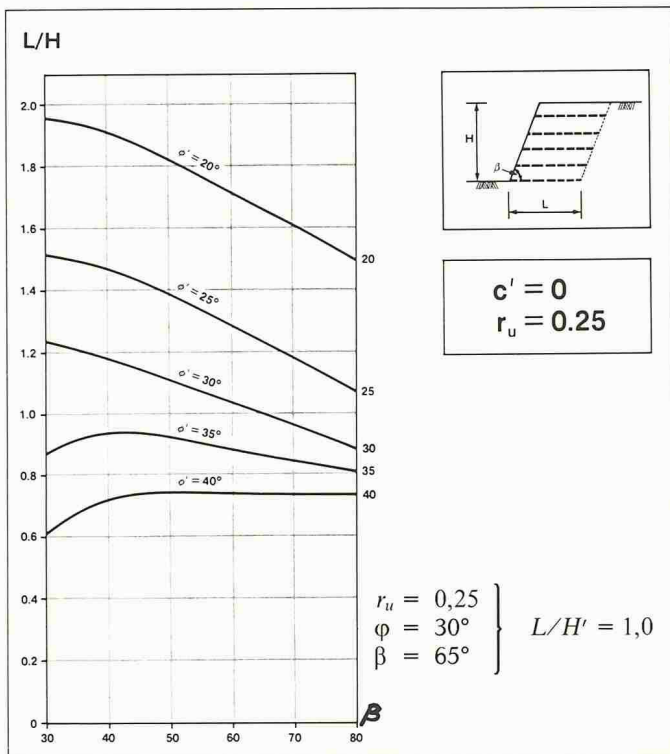 L/H
2.0
1.8
1.6
1.4
1.2
1.0
0.8
0.6
0.4
0.2
0
30
40
50
60
70
80
β
ϕ' = 20°
ϕ' = 25°
ϕ' = 30°
ϕ' = 35°
ϕ' = 40°
20
25
30
35
40
H
β
L
c' = 0
r_u = 0.25
r_u = 0,25
φ = 30°
β = 65°
L/H' = 1,0